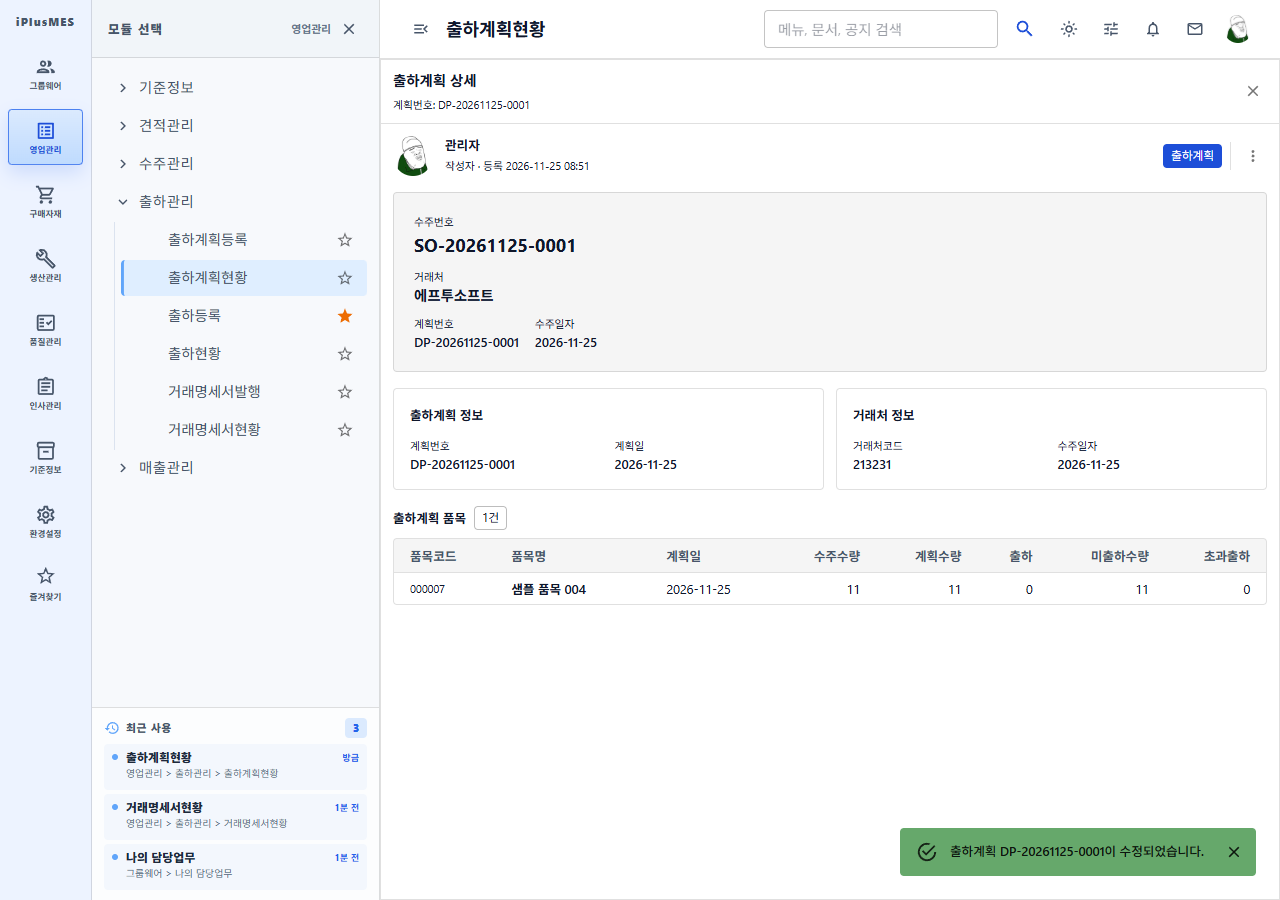 iPlusMES
그룹웨어
영업관리
구매자재
생산관리
품질관리
인사관리
기준정보
환경설정
즐겨찾기
모듈 선택
영업관리
기준정보
견적관리
수주관리
출하관리
출하계획등록
출하계획현황
출하등록
출하현황
거래명세서발행
거래명세서현황
매출관리
최근 사용
3
출하계획현황
방금
영업관리 > 출하관리 > 출하계획현황
거래명세서현황
1분 전
영업관리 > 출하관리 > 거래명세서현황
나의 담당업무
1분 전
그룹웨어 > 나의 담당업무
출하계획현황
메뉴, 문서, 공지 검색
출하계획 상세
계획번호: DP-20261125-0001
관리자
작성자 · 등록 2026-11-25 08:51
출하계획
수주번호
SO-20261125-0001
거래처
에프투소프트
계획번호 수주일자
DP-20261125-0001 2026-11-25
출하계획 정보
계획번호 계획일
DP-20261125-0001 2026-11-25
거래처 정보
거래처코드 수주일자
213231 2026-11-25
출하계획 품목 1건
품목코드 품목명 계획일 수주수량 계획수량 출하 미출하수량 초과출하
000007 샘플 품목 004 2026-11-25 11 11 0 11 0
출하계획 DP-20261125-0001이 수정되었습니다.